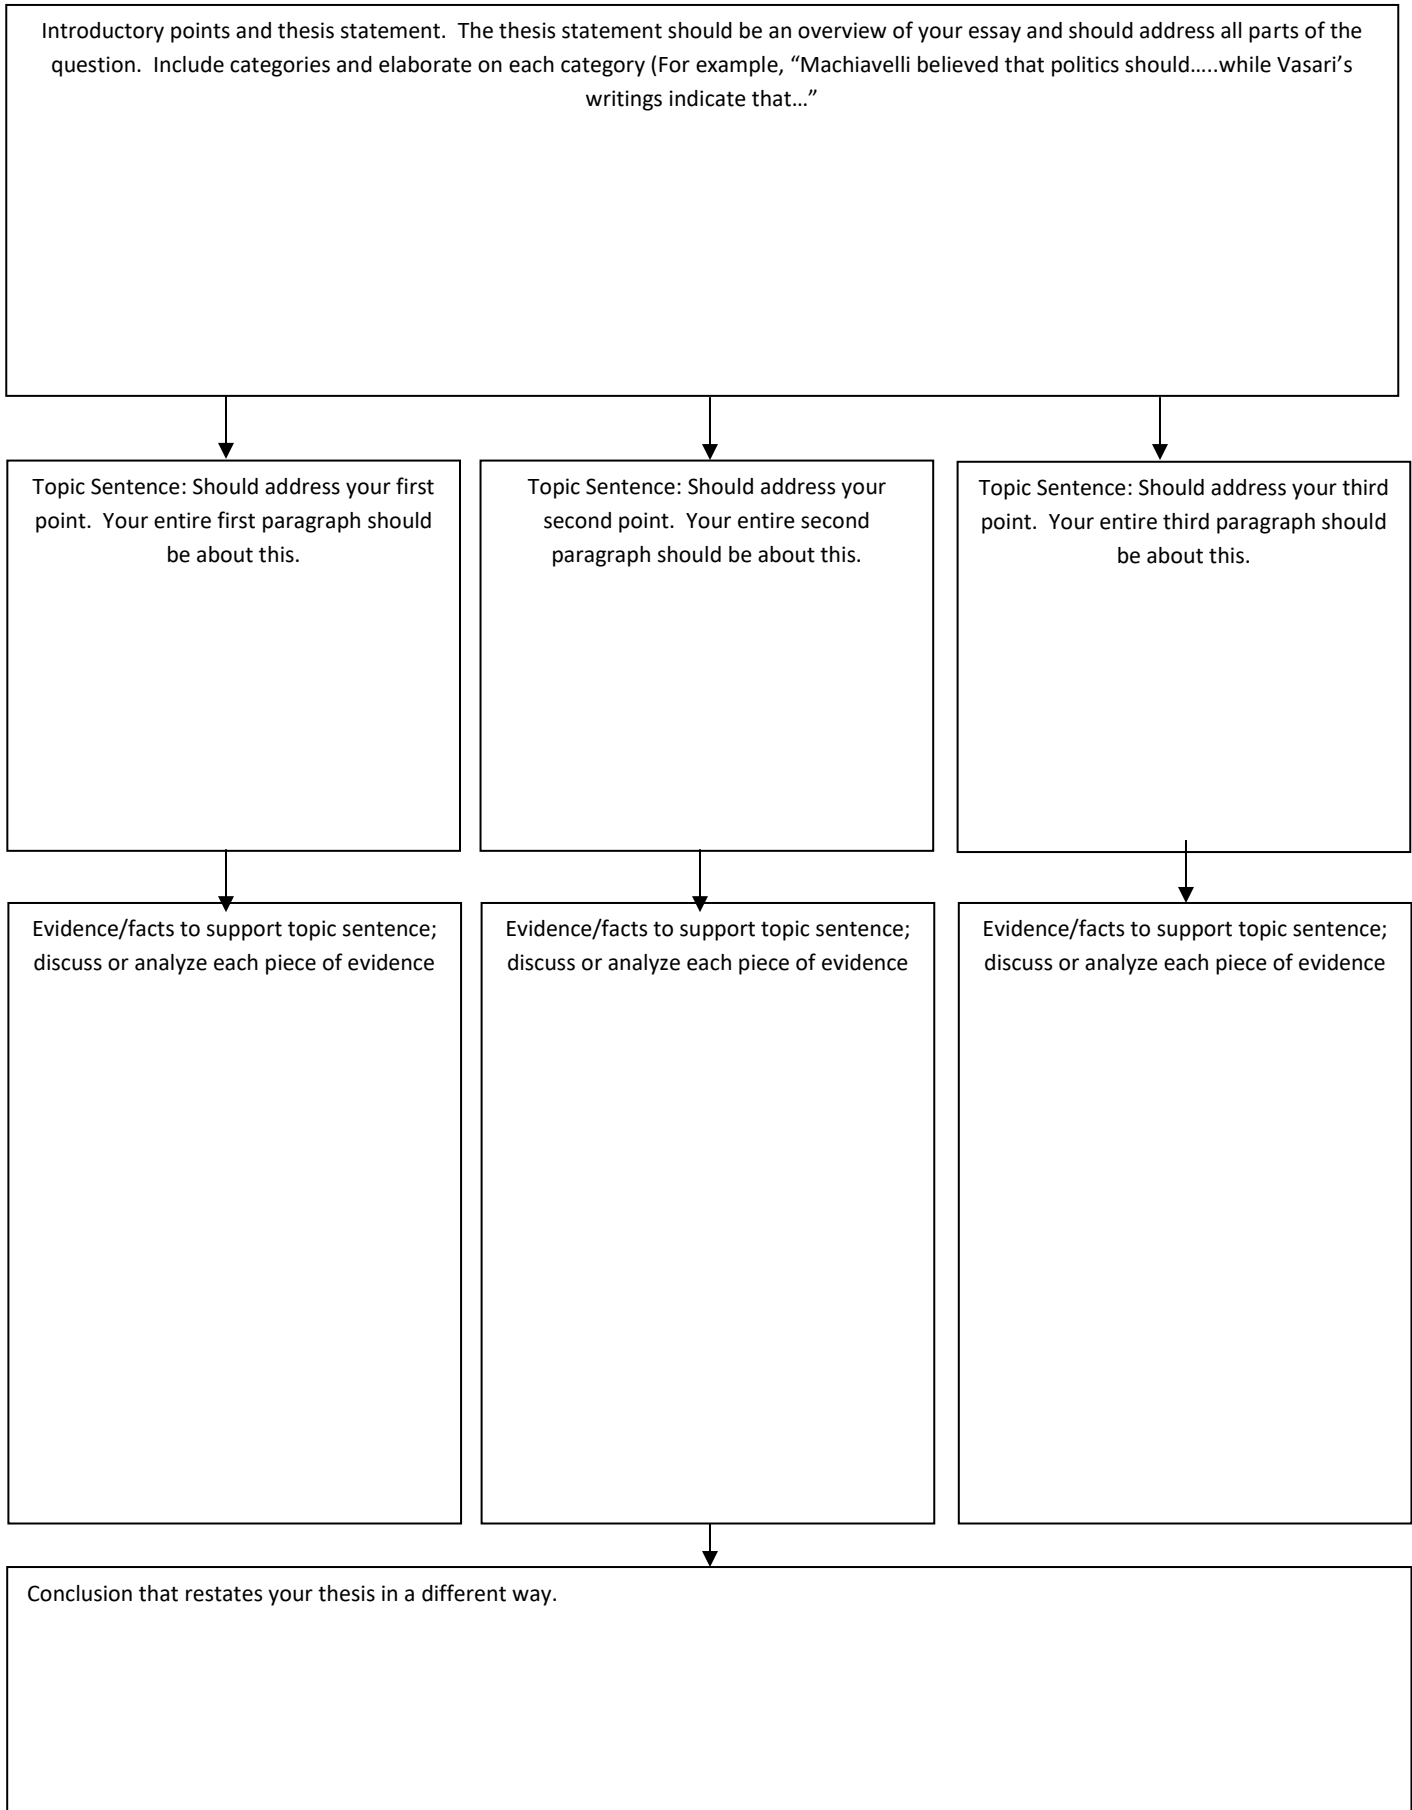 Introductory points and thesis statement.  The thesis statement should be an overview of your essay and should address all parts of the
question.  Include categories and elaborate on each category (For example, “Machiavelli believed that politics should…..while Vasari’s
writings indicate that…”
Topic Sentence: Should address your first
point.  Your entire first paragraph should
be about this.
Topic Sentence: Should address your
second point.  Your entire second
paragraph should be about this.
Topic Sentence: Should address your third
point.  Your entire third paragraph should
be about this.
Evidence/facts to support topic sentence;
discuss or analyze each piece of evidence
Evidence/facts to support topic sentence;
discuss or analyze each piece of evidence
Evidence/facts to support topic sentence;
discuss or analyze each piece of evidence
Conclusion that restates your thesis in a different way.